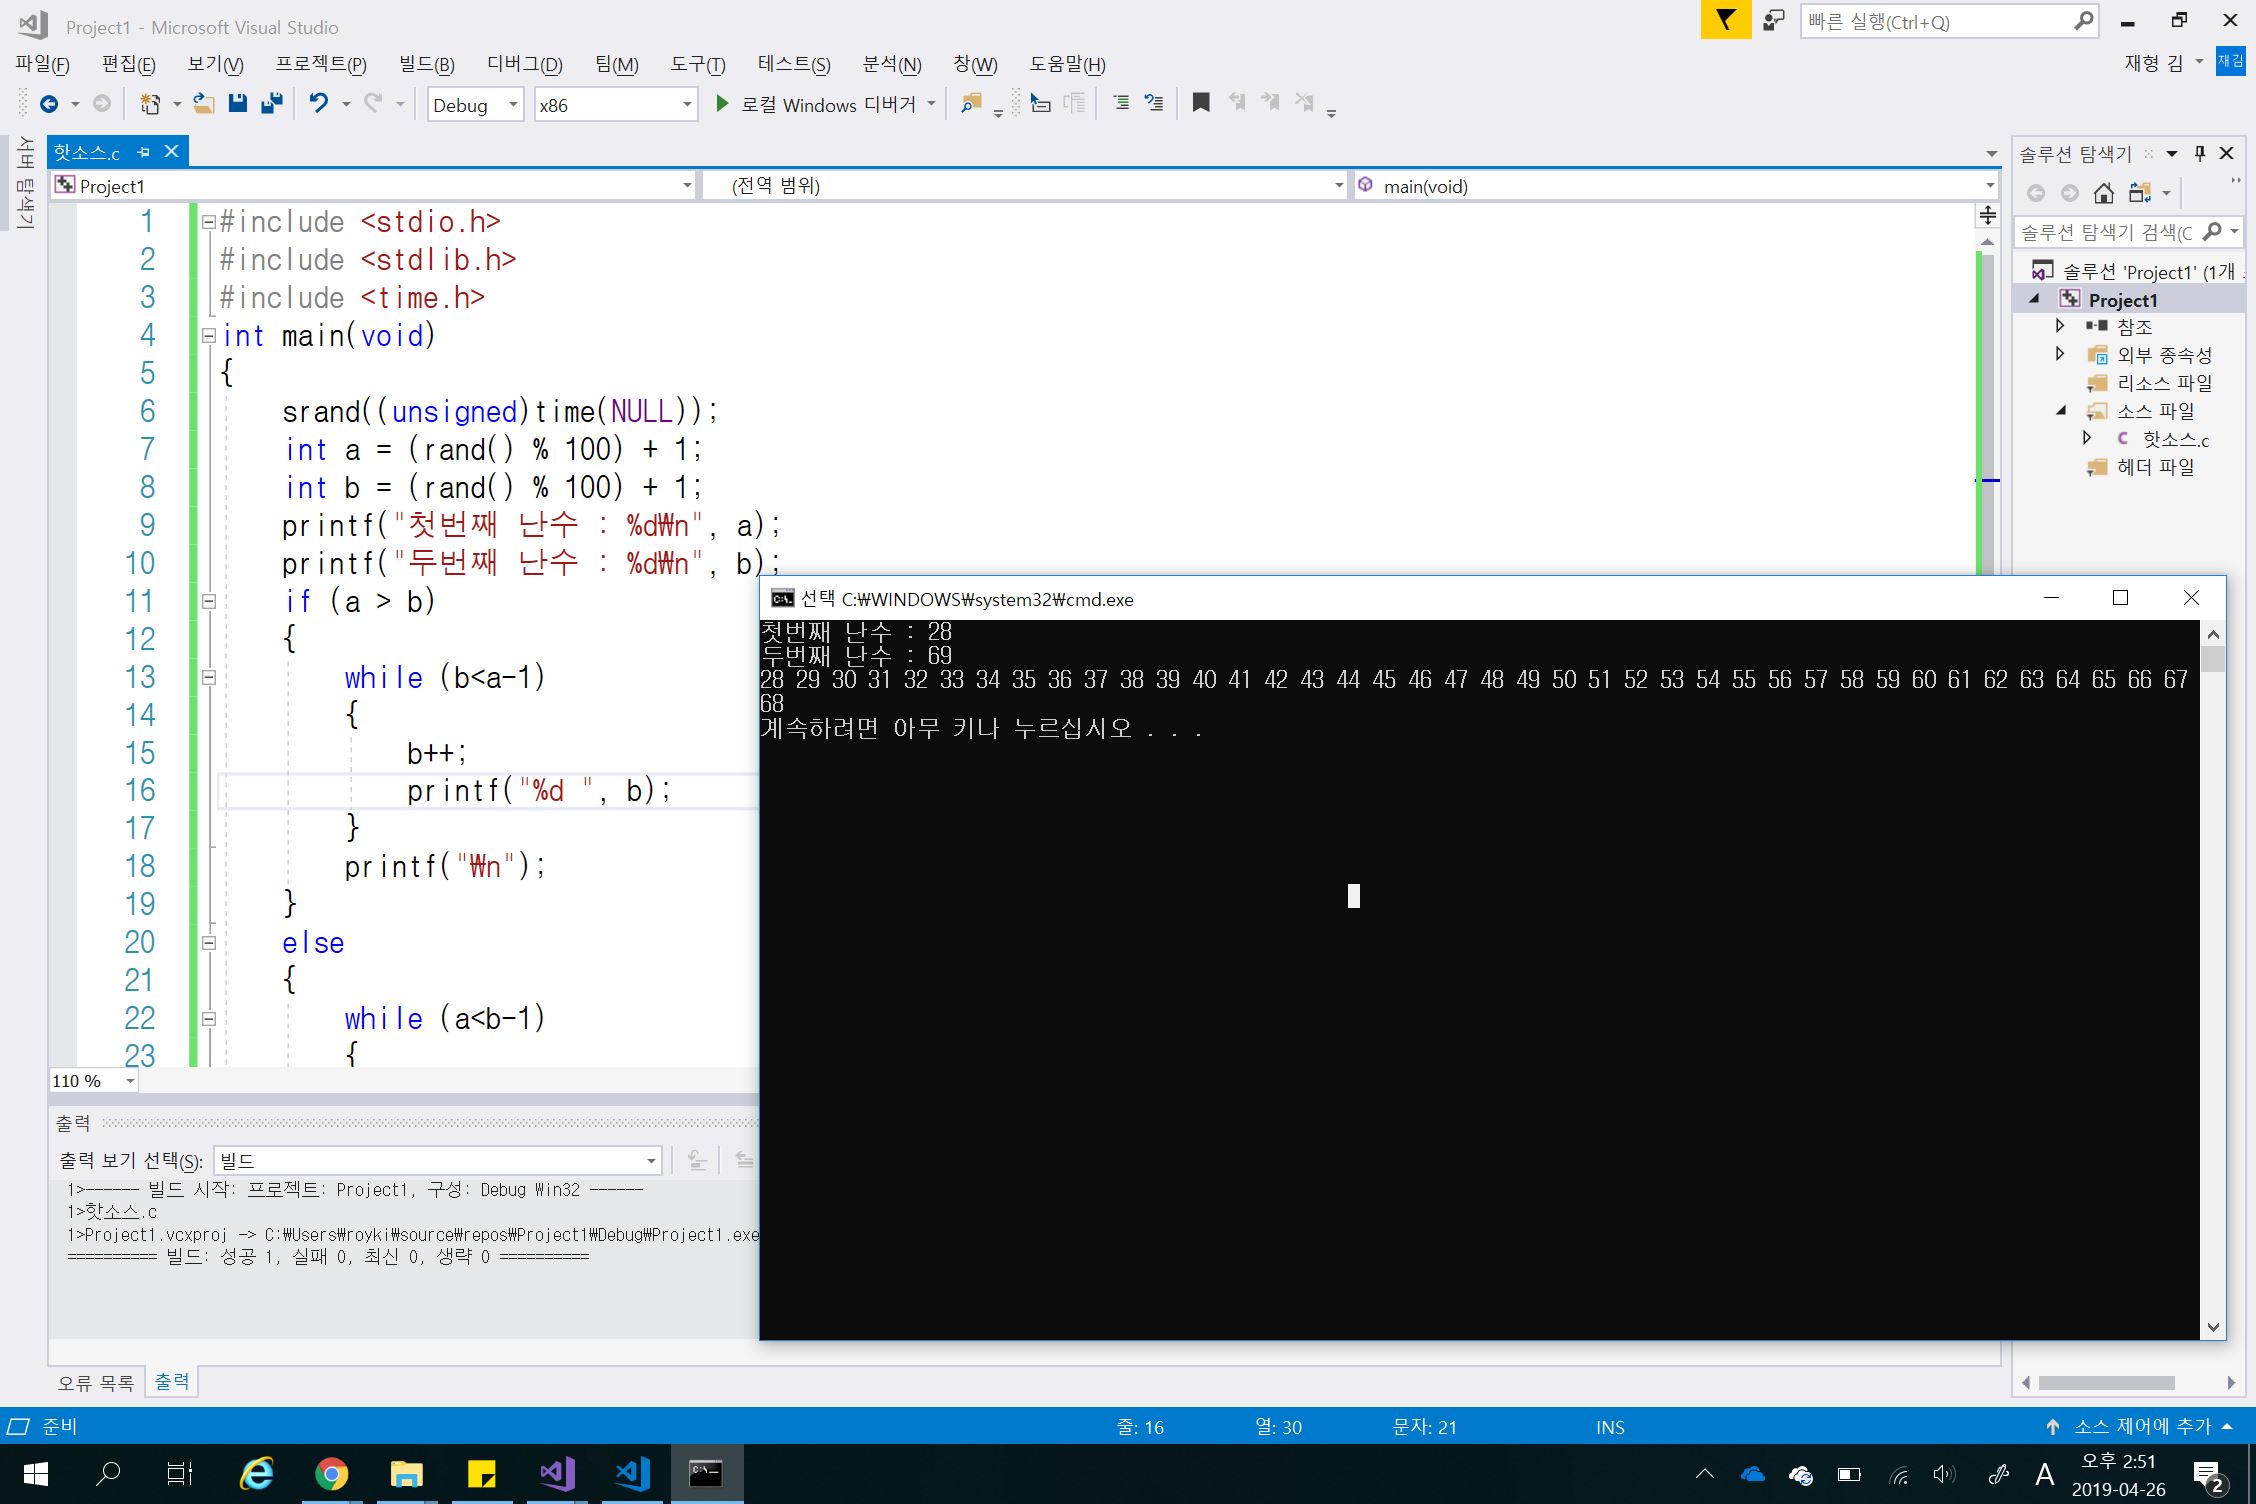 Project1 - Microsoft Visual Studio
빠른 실행(Ctrl+Q)
파일(F) 편집(E) 보기(V) 프로젝트(P) 빌드(B) 디버그(D) 팀(M) 도구(T) 테스트(S) 분석(N) 창(W) 도움말(H)
재형 김
재김
Debug x86 로컬 Windows 디버거
서버 탐색기
핫소스.c
Project1 (전역 범위) main(void)
1 #include <stdio.h>
2 #include <stdlib.h>
3 #include <time.h>
4 int main(void)
5 {
6 srand((unsigned)time(NULL));
7 int a = (rand() % 100) + 1;
8 int b = (rand() % 100) + 1;
9 printf("첫번째 난수 : %d₩n", a);
10 printf("두번째 난수 : %d₩n", b);
11 if (a > b)
12 {
13 while (b<a-1)
14 {
15 b++;
16 printf("%d ", b);
17 }
18 printf("₩n");
19 }
20 else
21 {
22 while (a<b-1)
23 {
110 %
출력
출력 보기 선택(S): 빌드
1>------ 빌드 시작: 프로젝트: Project1, 구성: Debug Win32 ------
1>핫소스.c
1>Project1.vcxproj -> C:₩Users₩royki₩source₩repos₩Project1₩Debug₩Project1.exe
========== 빌드: 성공 1, 실패 0, 최신 0, 생략 0 ==========
오류 목록 출력
선택 C:₩WINDOWS₩system32₩cmd.exe
첫번째 난수 : 28
두번째 난수 : 69
28 29 30 31 32 33 34 35 36 37 38 39 40 41 42 43 44 45 46 47 48 49 50 51 52 53 54 55 56 57 58 59 60 61 62 63 64 65 66 67
68
계속하려면 아무 키나 누르십시오 . . .
솔루션 탐색기
솔루션 탐색기 검색(C
솔루션 'Project1' (1개
Project1
참조
외부 종속성
리소스 파일
소스 파일
핫소스.c
헤더 파일
준비 줄: 16 열: 30 문자: 21 INS 소스 제어에 추가
A
오후 2:51
2019-04-26
2